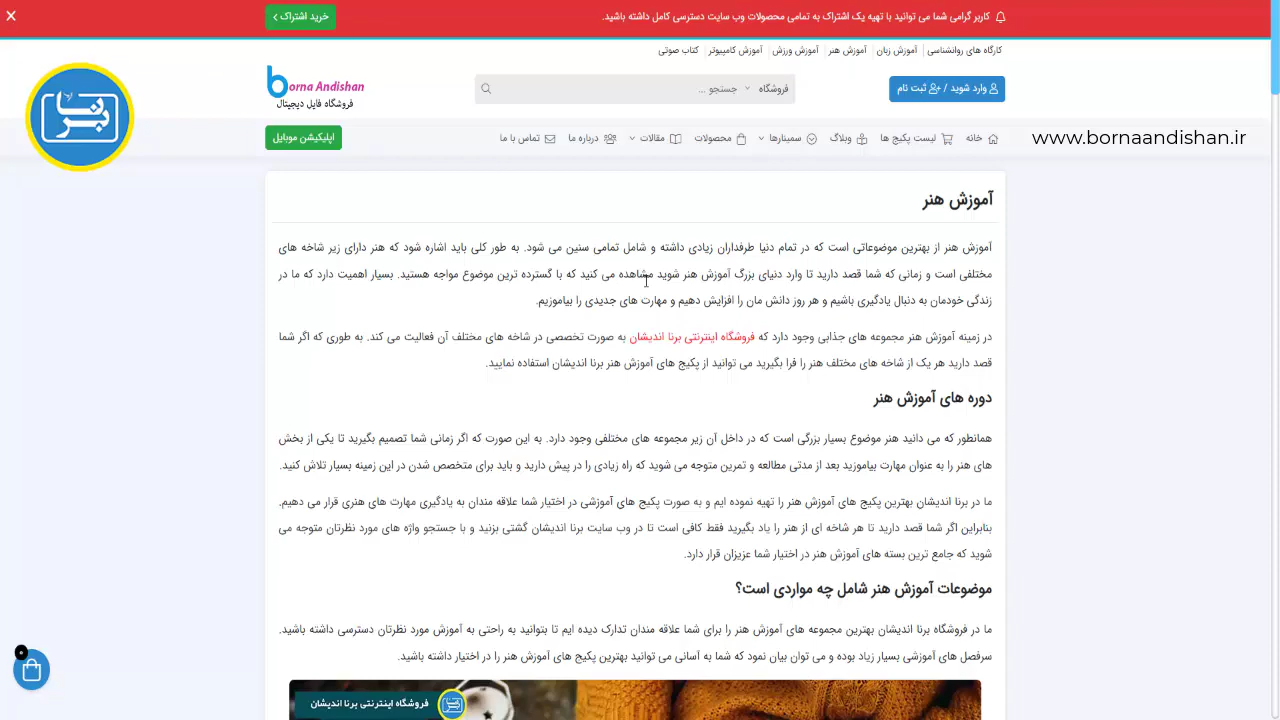 کاربر گرامی شما می توانید با تهیه یک اشتراک به تمامی محصولات وب سایت دسترسی کامل داشته باشید.
خرید اشتراک
کارگاه های روانشناسی
آموزش زبان
آموزش هنر
آموزش ورزش
آموزش کامپیوتر
کتاب صوتی
وارد شوید / ثبت نام
فروشگاه
جستجو ...
borna Andishan
فروشگاه فایل دیجیتال
برنا
www.bornaandishan.ir
خانه
لیست پکیج ها
وبلاگ
سمینارها
محصولات
مقالات
درباره ما
تماس با ما
اپلیکیشن موبایل
آموزش هنر
آموزش هنر از بهترین موضوعاتی است که در تمام دنیا طرفداران زیادی داشته و شامل تمامی سنین می شود. به طور کلی باید اشاره شود که هنر دارای زیر شاخه های
مختلفی است و زمانی که شما قصد دارید تا وارد دنیای بزرگ آموزش هنر شوید مشاهده می کنید که با گسترده ترین موضوع مواجه هستید. بسیار اهمیت دارد که ما در
زندگی خودمان به دنبال یادگیری باشیم و هر روز دانش مان را افزایش دهیم و مهارت های جدیدی را بیاموزیم.
در زمینه آموزش هنر مجموعه های جذابی وجود دارد که فروشگاه اینترنتی برنا اندیشان به صورت تخصصی در شاخه های مختلف آن فعالیت می کند. به طوری که اگر شما
قصد دارید هر یک از شاخه های مختلف هنر را فرا بگیرید می توانید از پکیج های آموزش هنر برنا اندیشان استفاده نمایید.
دوره های آموزش هنر
همانطور که می دانید هنر موضوع بسیار بزرگی است که در داخل آن زیر مجموعه های مختلفی وجود دارد. به این صورت که اگر زمانی شما تصمیم بگیرید تا یکی از بخش
های هنر را به عنوان مهارت بیاموزید بعد از مدتی مطالعه و تمرین متوجه می شوید که راه زیادی را در پیش دارید و باید برای متخصص شدن در این زمینه بسیار تلاش کنید.
ما در برنا اندیشان بهترین پکیج های آموزش هنر را تهیه نموده ایم و به صورت پکیج های آموزشی در اختیار شما علاقه مندان به یادگیری مهارت های هنری قرار می دهیم.
بنابراین اگر شما قصد دارید تا هر شاخه ای از هنر را یاد بگیرید فقط کافی است تا در وب سایت برنا اندیشان گشتی بزنید و با جستجو واژه های مورد نظرتان متوجه می
شوید که جامع ترین بسته های آموزش هنر در اختیار شما عزیزان قرار دارد.
موضوعات آموزش هنر شامل چه مواردی است؟
ما در فروشگاه برنا اندیشان بهترین مجموعه های آموزش هنر را برای شما علاقه مندان تدارک دیده ایم تا بتوانید به راحتی به آموزش مورد نظرتان دسترسی داشته باشید.
سرفصل های آموزشی بسیار زیاد بوده و می توان بیان نمود که شما به آسانی می توانید بهترین پکیج های آموزش هنر را در اختیار داشته باشید.
فروشگاه اینترنتی برنا اندیشان
۰